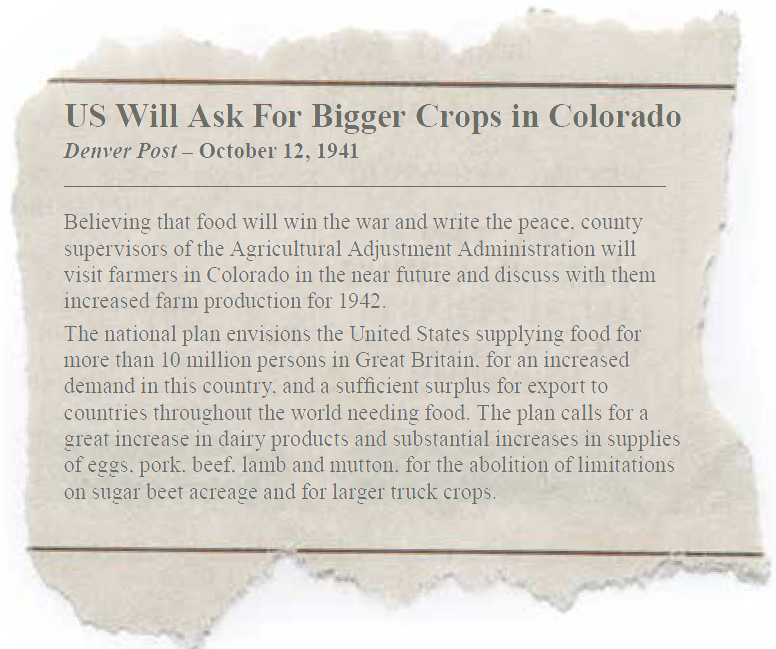 US Will Ask For Bigger Crops in Colorado
Denver Post – October 12, 1941
Believing that food will win the war and write the peace, county
supervisors of the Agricultural Adjustment Administration will
visit farmers in Colorado in the near future and discuss with them
increased farm production for 1942.
The national plan envisions the United States supplying food for
more than 10 million persons in Great Britain, for an increased
demand in this country, and a sufficient surplus for export to
countries throughout the world needing food. The plan calls for a
great increase in dairy products and substantial increases in supplies
of eggs, pork, beef, lamb and mutton, for the abolition of limitations
on sugar beet acreage and for larger truck crops.